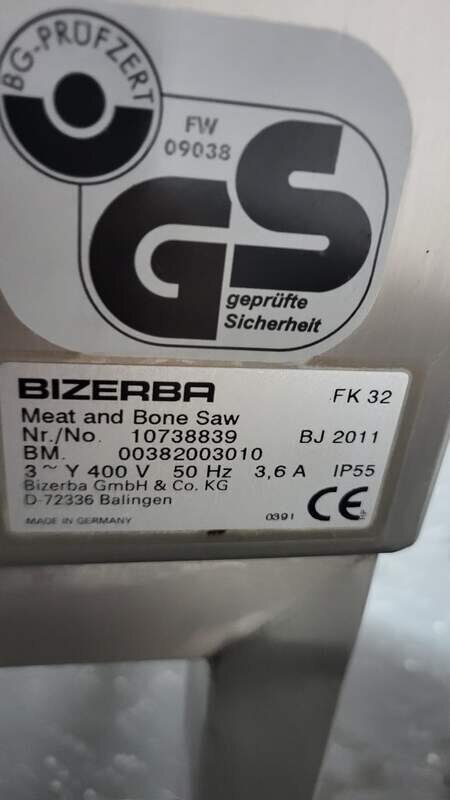 BG-PRÜFZERT
FW
09038
GS
geprüfte
Sicherheit
BIZERBA FK 32
Meat and Bone Saw
Nr./No. 10738839 BJ 2011
BM. 00382003010
3~ Y 400 V 50 Hz 3,6 A IP55
Bizerba GmbH & Co. KG
D-72336 Balingen
MADE IN GERMANY 0391 CE